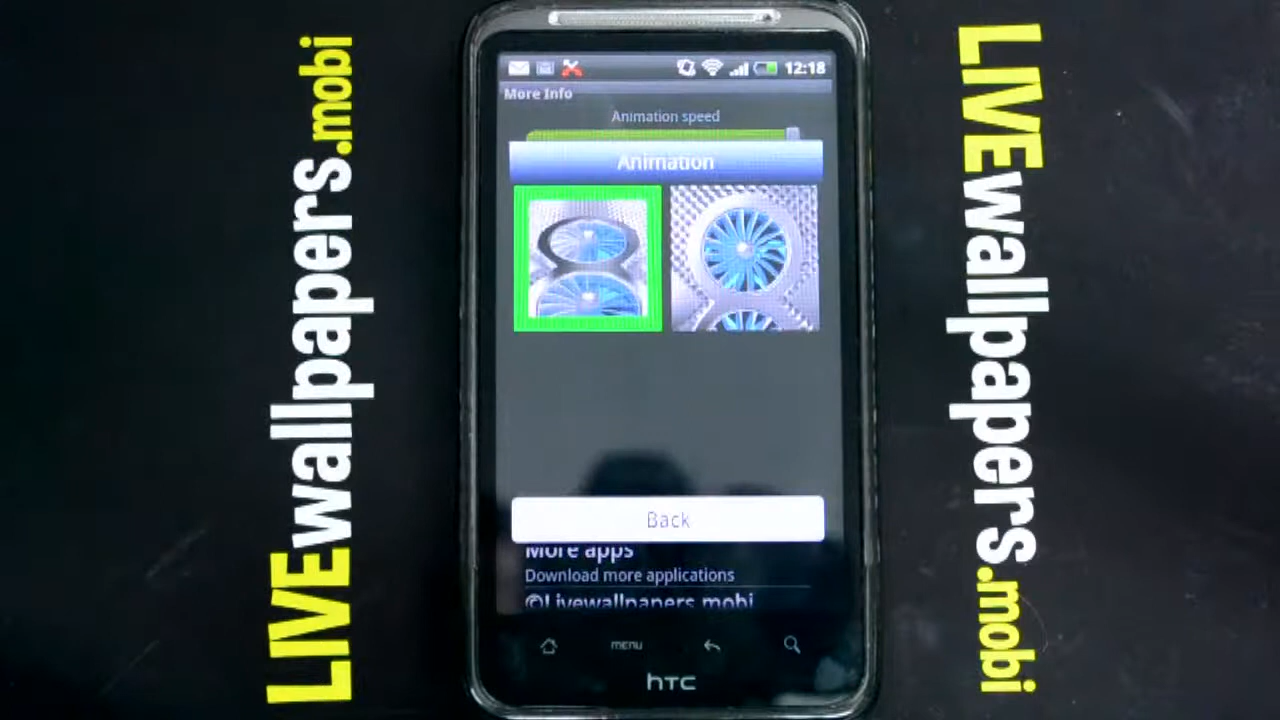 LIVEwallpapers.mobi
12:18
More Info
Animation speed
Animation
Back
More apps
Download more applications
©Livewallpapers.mobi
MENU
hTC
LIVEwallpapers.mobi